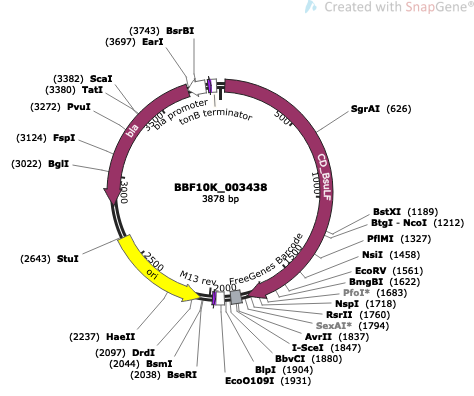 Created with SnapGene®
(3743) BsrBI
(3697) EarI
(3382) ScaI
(3380) TatI
(3272) PvuI
(3124) FspI
(3022) BglI
(2643) StuI
(2237) HaeII
(2097) DrdI
(2044) BsmI
(2038) BseRI
EcoO109I (1931)
BlpI (1904)
BbvCI (1880)
I-SceI (1847)
AvrII (1837)
SexAI* (1794)
RsrII (1760)
NspI (1718)
PfoI* (1683)
BmgBI (1622)
EcoRV (1561)
NsiI (1458)
PflMI (1327)
BtgI - NcoI (1212)
BstXI (1189)
SgrAI (626)
bla promoter
tonB terminator
bla
CD_BsuLF
FreeGenes Barcode
M13 rev
ori
500
1000
1500
2000
2500
3000
3500
BBF10K_003438
3878 bp